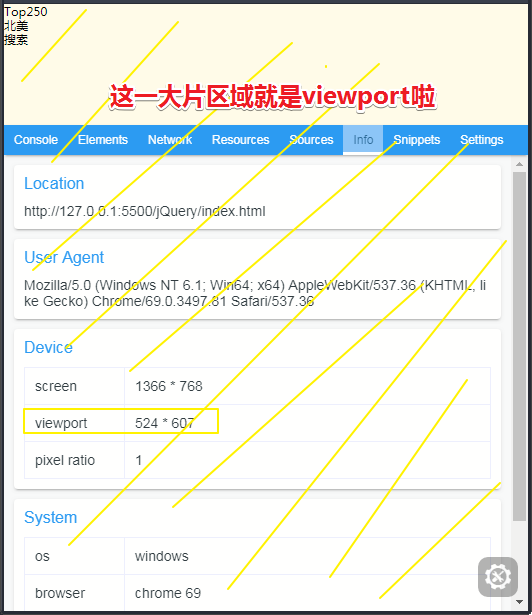 Top250
北美
搜索
这一大片区域就是viewport啦
Console Elements Network Resources Sources Info Snippets Settings
Location
http://127.0.0.1:5500/jQuery/index.html
User Agent
Mozilla/5.0 (Windows NT 6.1; Win64; x64) AppleWebKit/537.36 (KHTML, li
ke Gecko) Chrome/69.0.3497.81 Safari/537.36
Device
screen 1366 * 768
viewport 524 * 607
pixel ratio 1
System
os windows
browser chrome 69